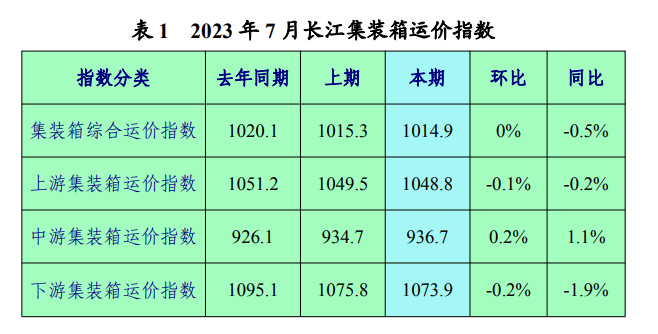 表 1 2023 年 7 月长江集装箱运价指数
指数分类 去年同期 上期 本期 环比 同比
集装箱综合运价指数 1020.1 1015.3 1014.9 0% -0.5%
上游集装箱运价指数 1051.2 1049.5 1048.8 -0.1% -0.2%
中游集装箱运价指数 926.1 934.7 936.7 0.2% 1.1%
下游集装箱运价指数 1095.1 1075.8 1073.9 -0.2% -1.9%